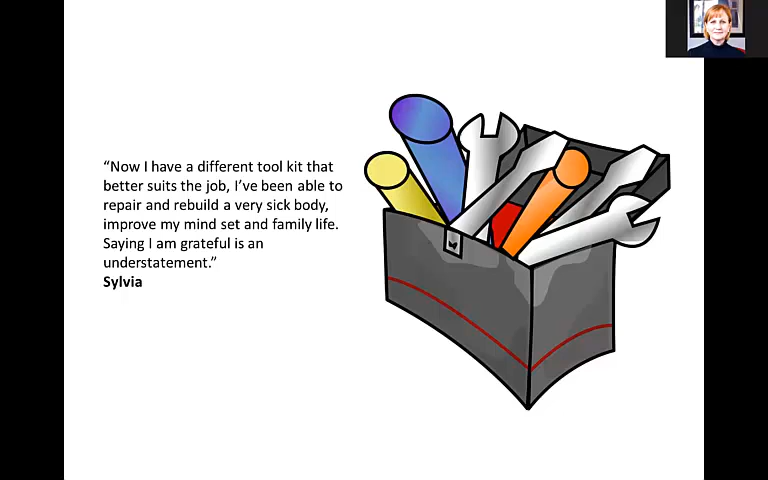 “Now I have a different tool kit that
better suits the job, I’ve been able to
repair and rebuild a very sick body,
improve my mind set and family life.
Saying I am grateful is an
understatement.”
Sylvia